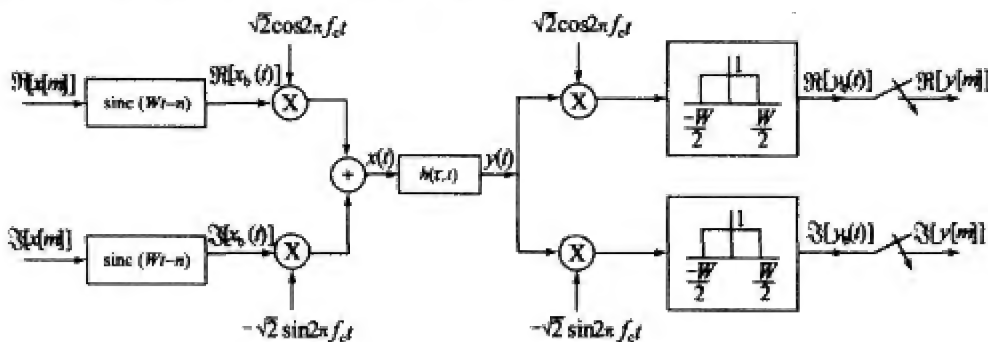 √2cos2πf_ct
√2cos2πf_ct
ℜ[x[m]]
sinc (Wt–n)
ℜ[x_b (t)]
X
X
1
−W/2
W/2
ℜ[y_b(t)]
ℜ[y[m]]
+
x(t)
h(τ,t)
y(t)
ℑ[x[m]]
sinc (Wt–n)
ℑ[x_b (t)]
X
X
1
−W/2
W/2
ℑ[y_b(t)]
ℑ[y[m]]
−√2 sin2πf_ct
−√2 sin2πf_ct